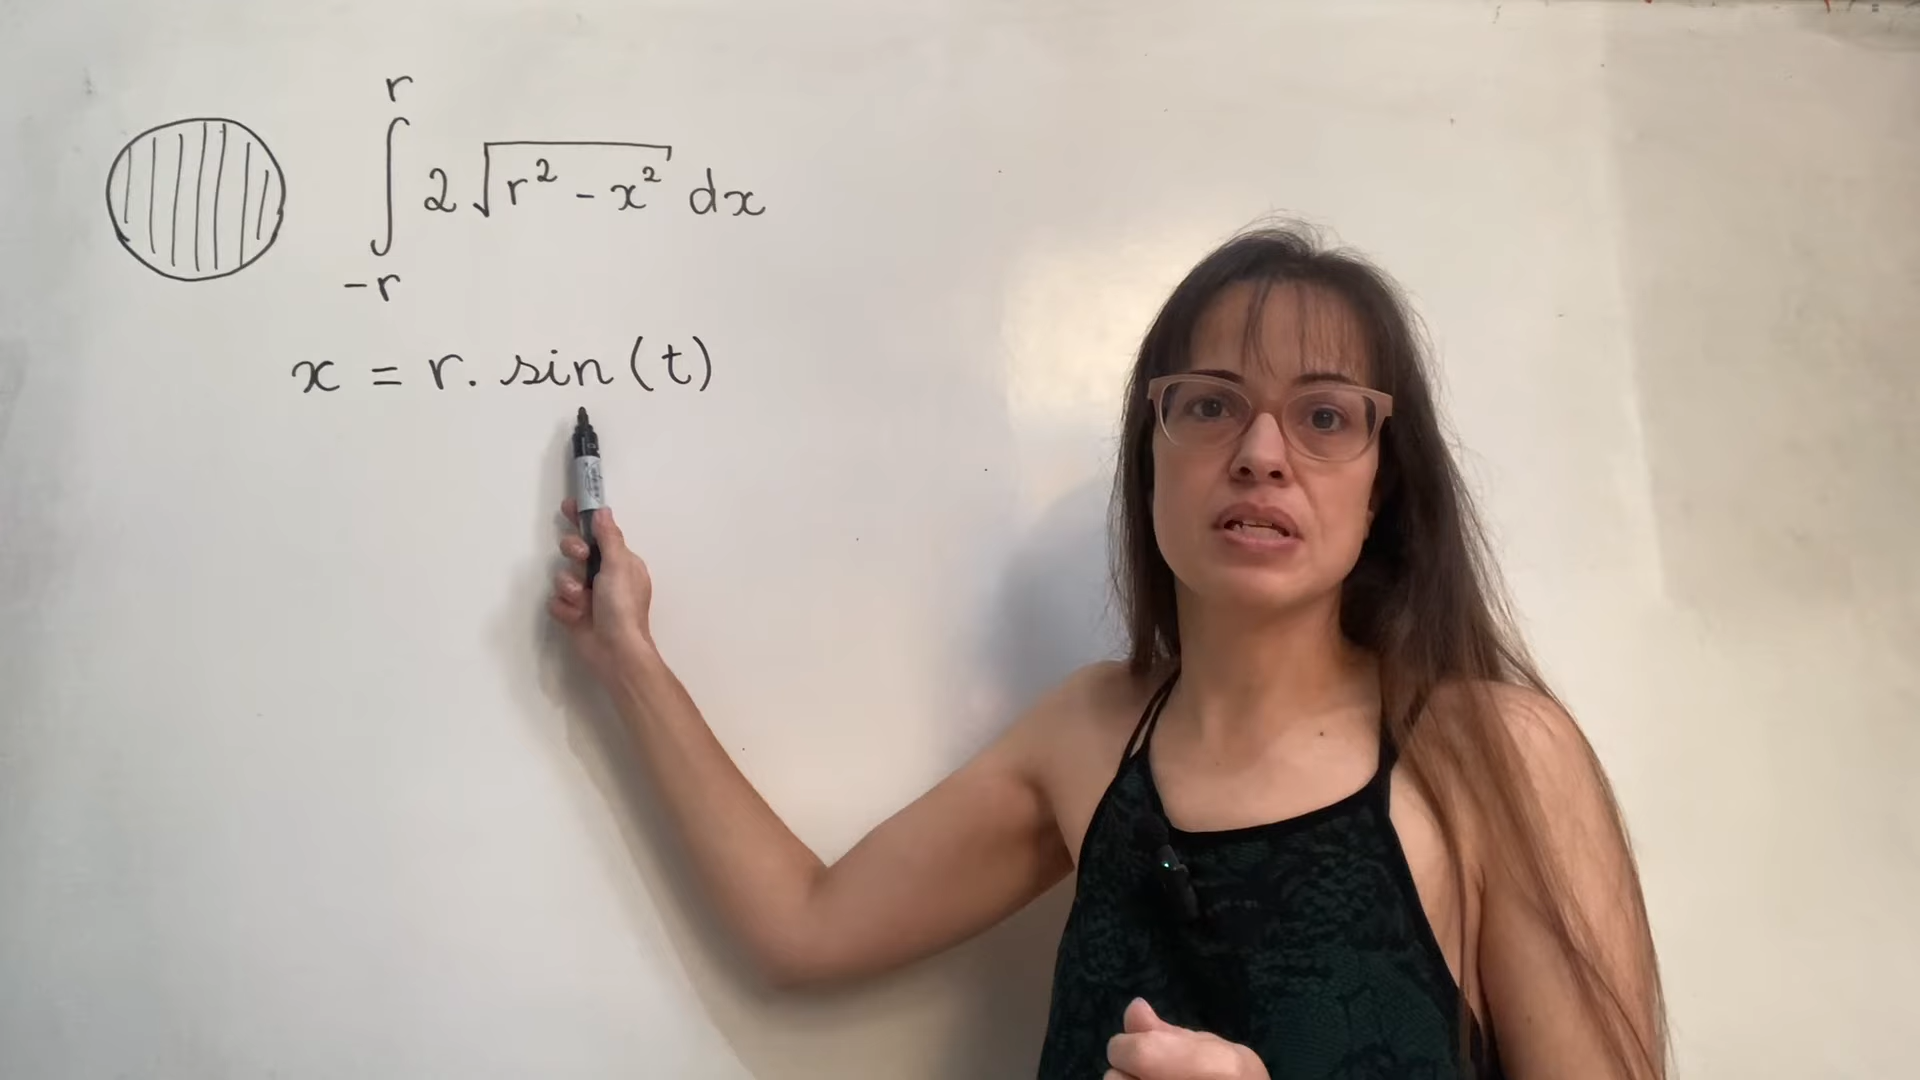 r
∫ 2 √(r² - x²) dx
-r
x = r. sin(t)